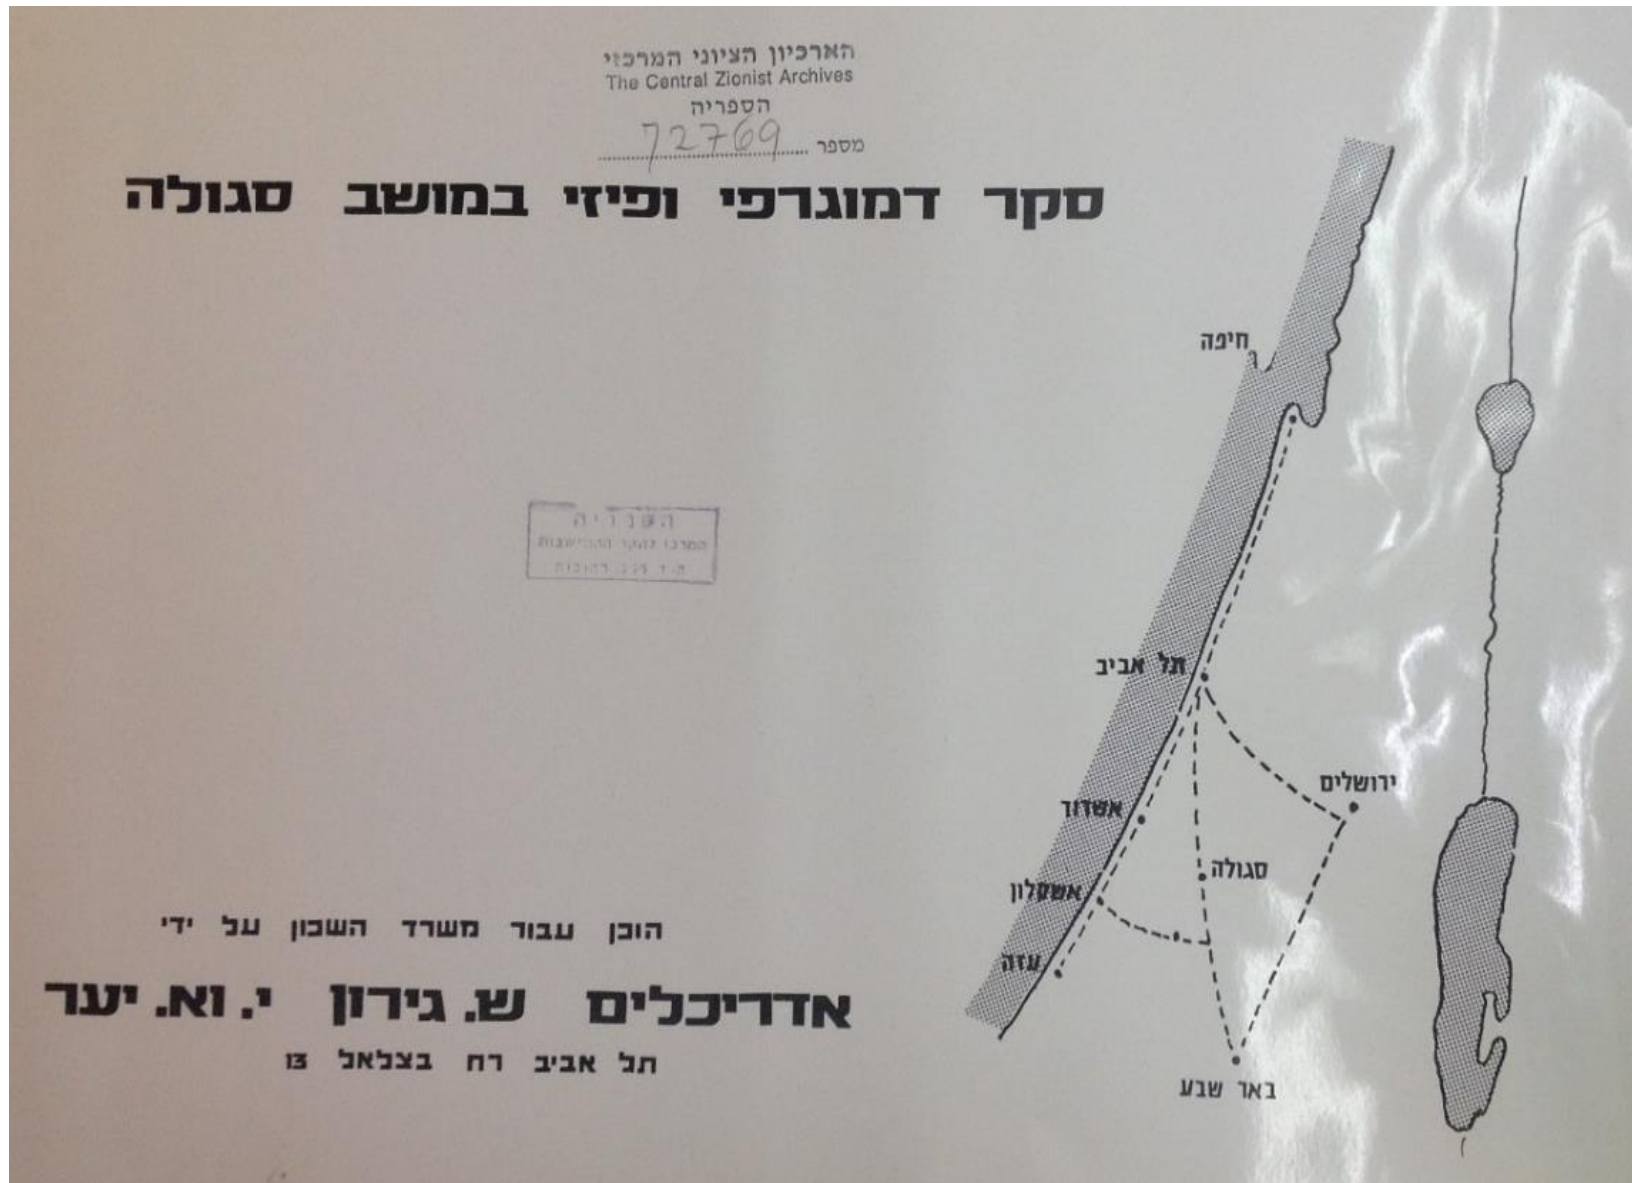 הארכיון הציוני המרכזי
The Central Zionist Archives
הספריה
מספר 72769
סקר דמוגרפי ופיזי במושב סגולה
חיפה
תל אביב
ירושלים
אשדוד
סגולה
אשקלון
עזה
באר שבע
הספריה
הוכן עבור משרד השכון על ידי
אדריכלים ש. גירון י. וא. יער
תל אביב רח בצלאל 13